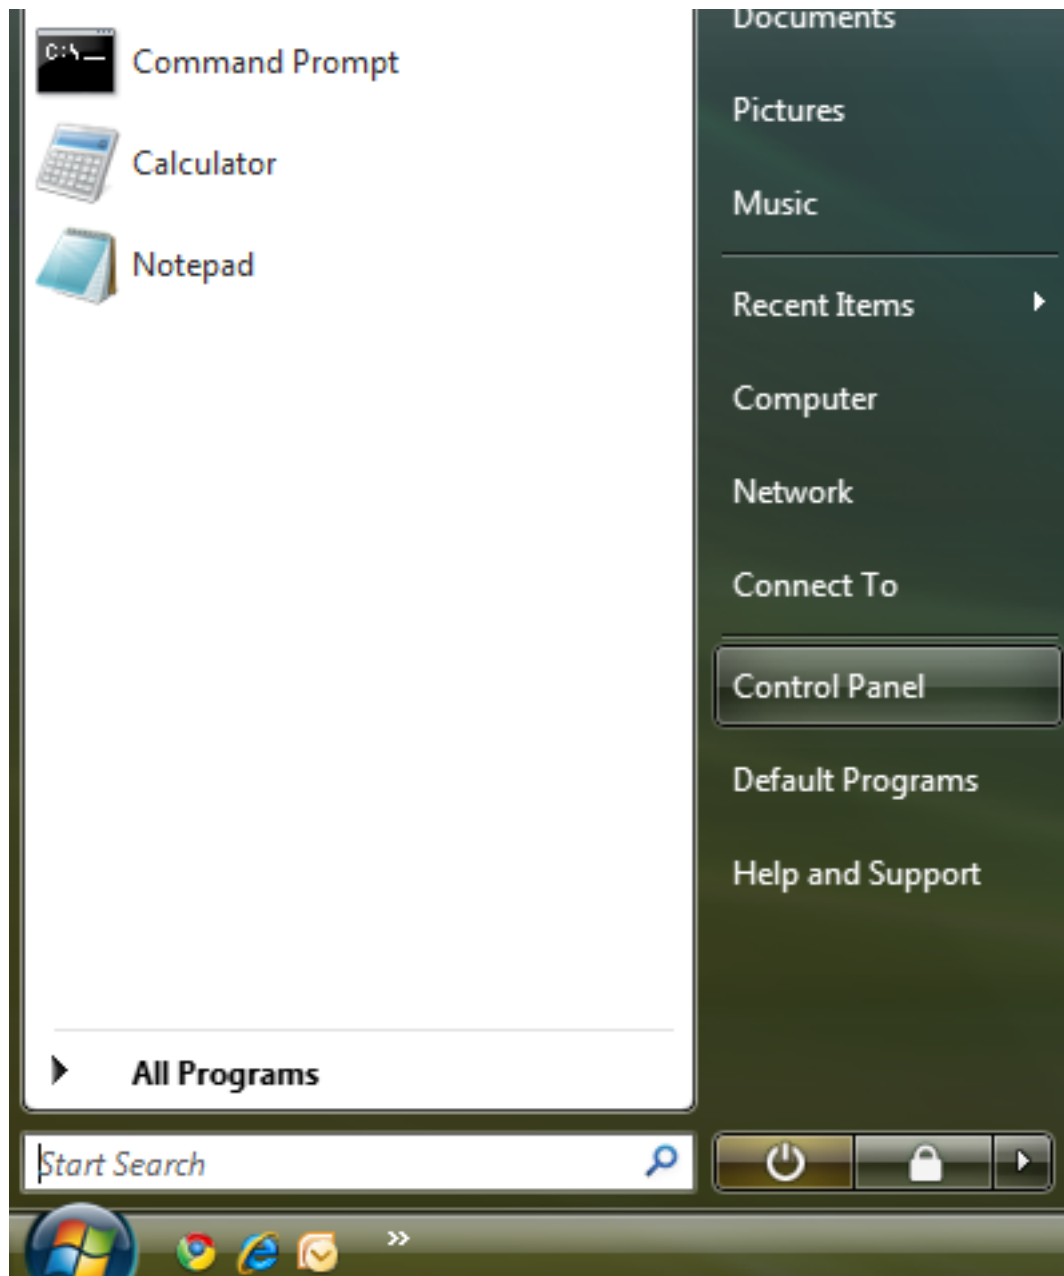 C:\_
Command Prompt
Calculator
Notepad
All Programs
Start Search
Documents
Pictures
Music
Recent Items
Computer
Network
Connect To
Control Panel
Default Programs
Help and Support